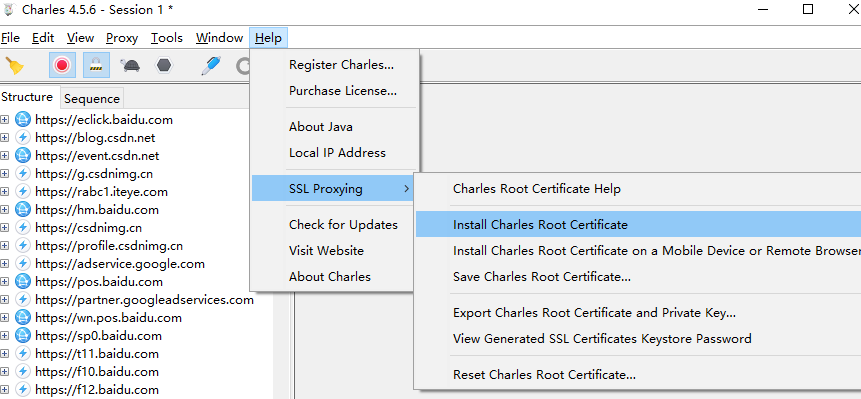 Charles 4.5.6 - Session 1 *
File Edit View Proxy Tools Window Help
Structure Sequence
https://eclick.baidu.com
https://blog.csdn.net
https://event.csdn.net
https://g.csdnimg.cn
https://rabc1.iteye.com
https://hm.baidu.com
https://csdnimg.cn
https://profile.csdnimg.cn
https://adservice.google.com
https://pos.baidu.com
https://partner.googleadservices.com
https://wn.pos.baidu.com
https://sp0.baidu.com
https://t11.baidu.com
https://f10.baidu.com
https://f12.baidu.com
Register Charles...
Purchase License...
About Java
Local IP Address
SSL Proxying
Check for Updates
Visit Website
About Charles
Charles Root Certificate Help
Install Charles Root Certificate
Install Charles Root Certificate on a Mobile Device or Remote Browser
Save Charles Root Certificate...
Export Charles Root Certificate and Private Key...
View Generated SSL Certificates Keystore Password
Reset Charles Root Certificate...